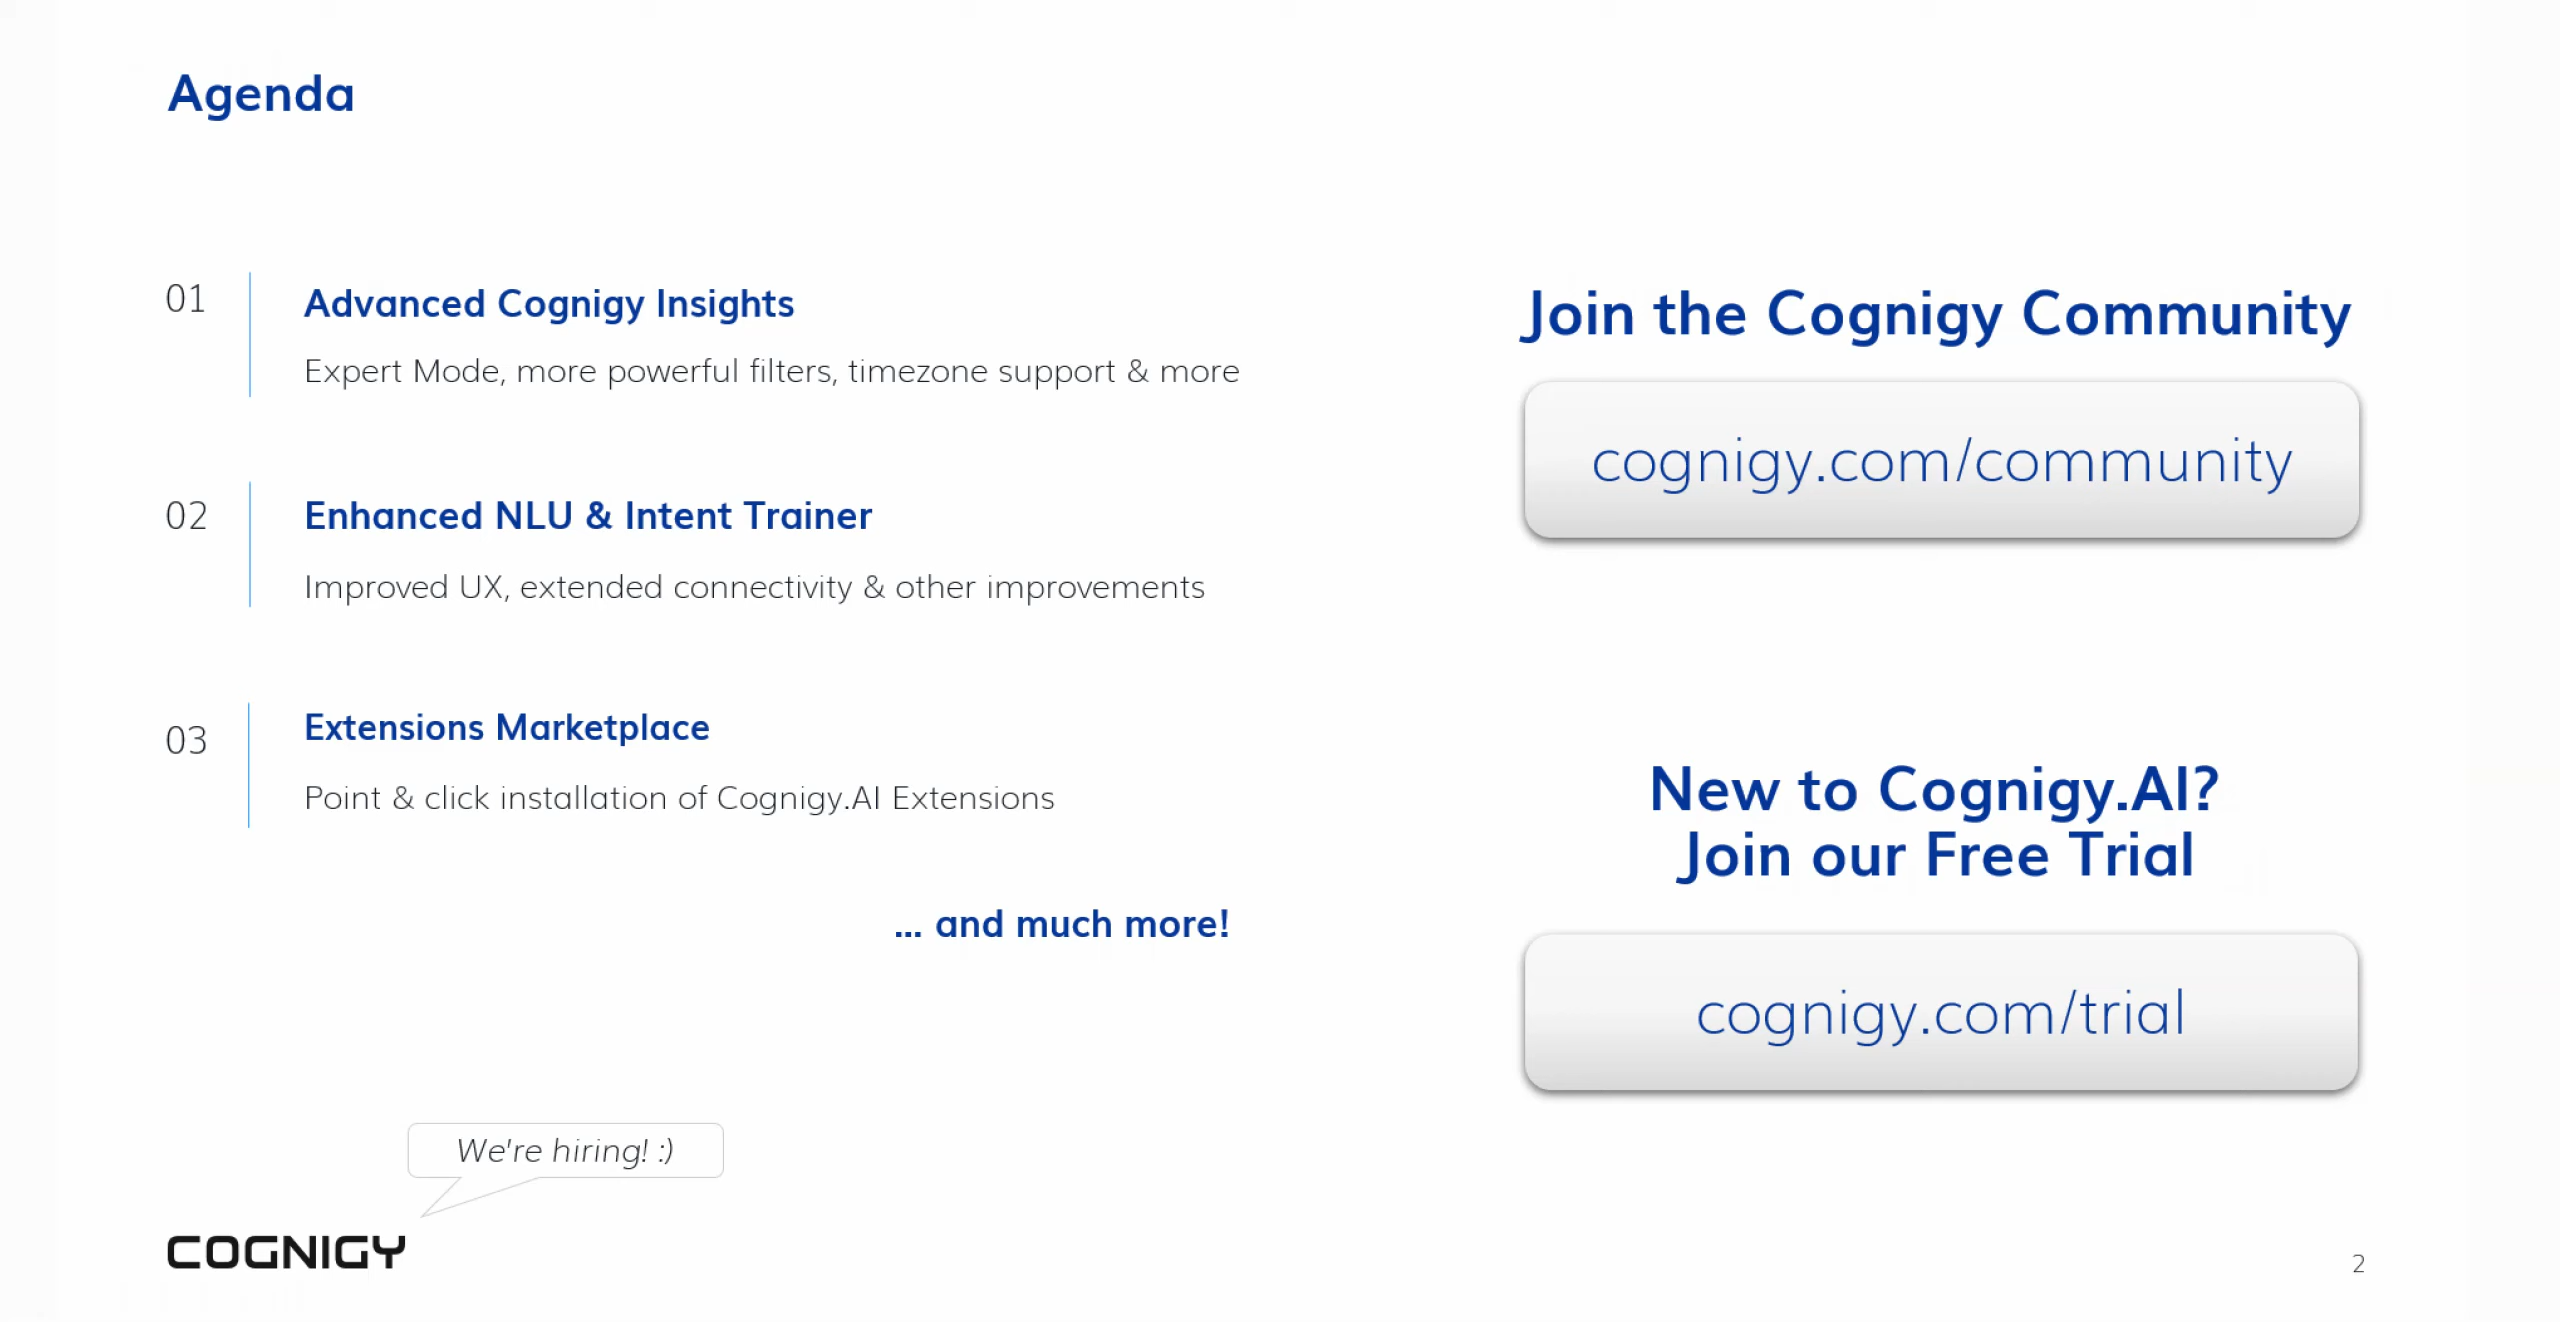 Agenda
01
Advanced Cognigy Insights
Expert Mode, more powerful filters, timezone support & more
02
Enhanced NLU & Intent Trainer
Improved UX, extended connectivity & other improvements
03
Extensions Marketplace
Point & click installation of Cognigy.AI Extensions
... and much more!
Join the Cognigy Community
cognigy.com/community
New to Cognigy.AI?
Join our Free Trial
cognigy.com/trial
We're hiring! :)
COGNIGY
2